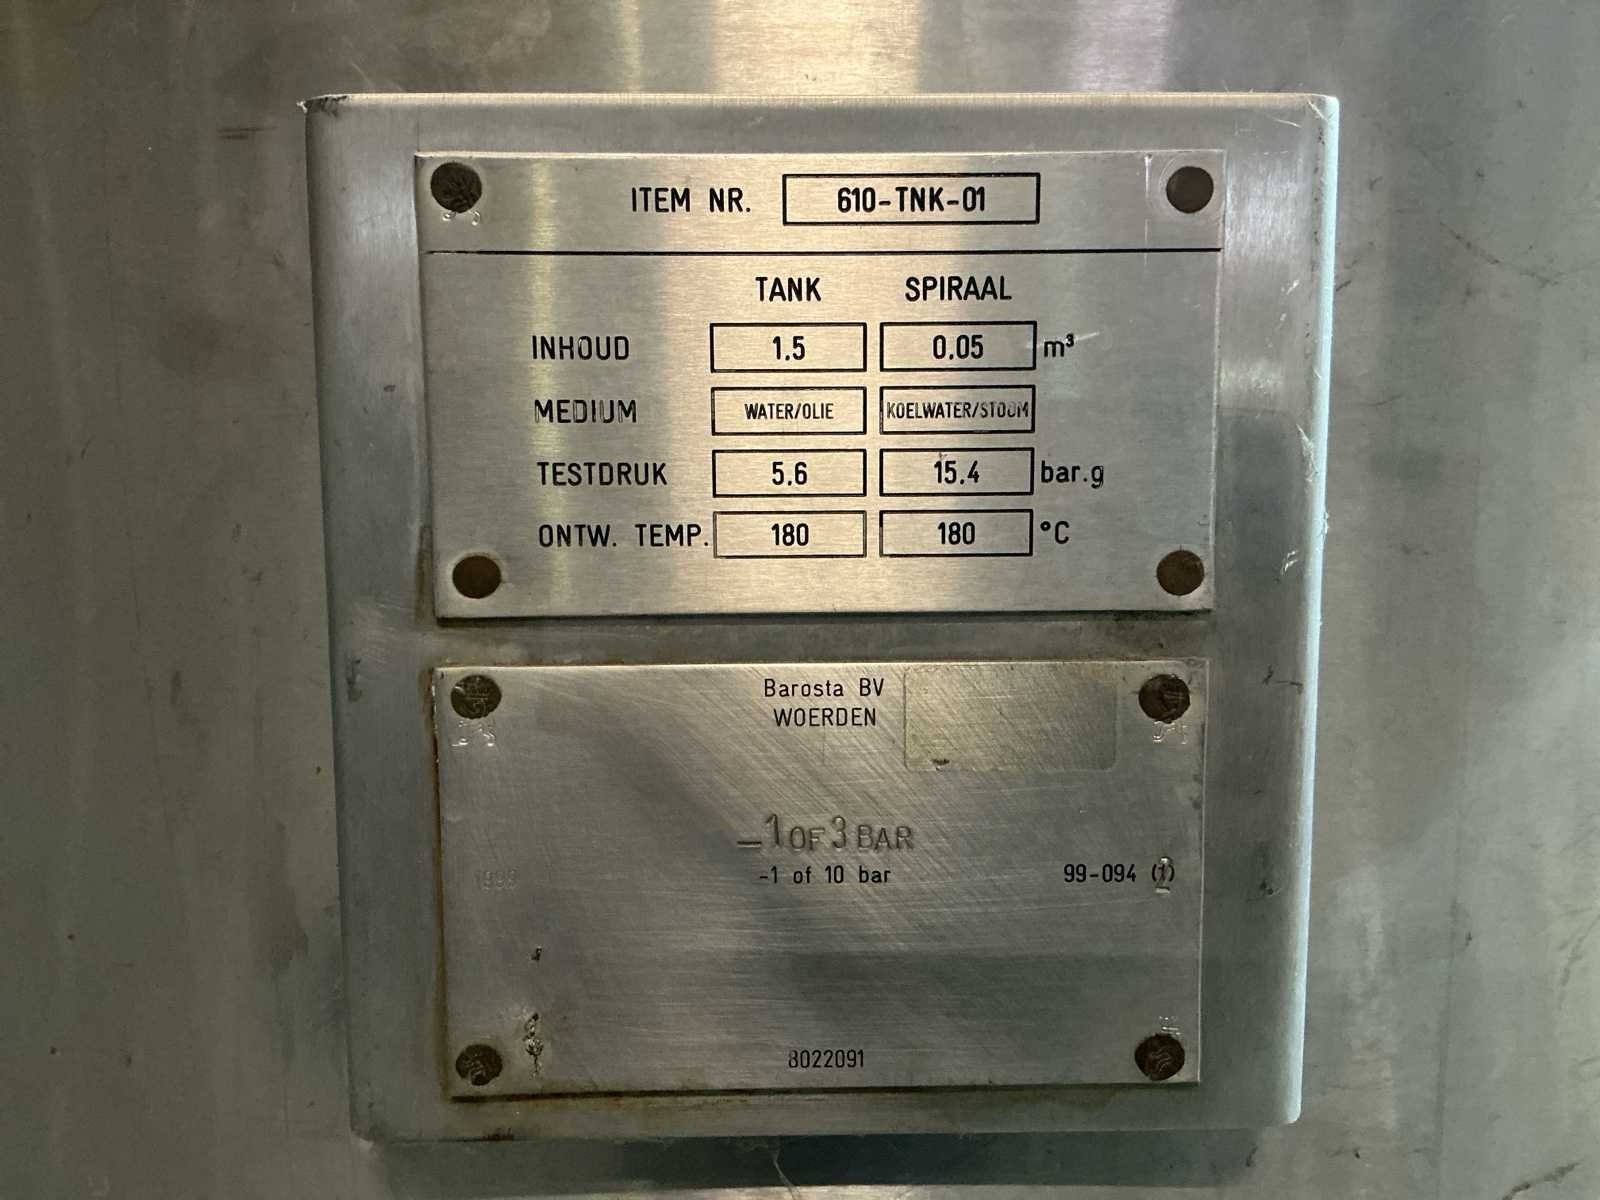 ITEM NR. 610-TNK-01
TANK SPIRAAL
INHOUD 1.5 0.05 m³
MEDIUM WATER/OLIE KOELWATER/STOOM
TESTDRUK 5.6 15.4 bar.g
ONTW. TEMP. 180 180 °C
Barosta BV
WOERDEN
-1 OF 3 BAR
1999 -1 of 10 bar 99-094
8022091